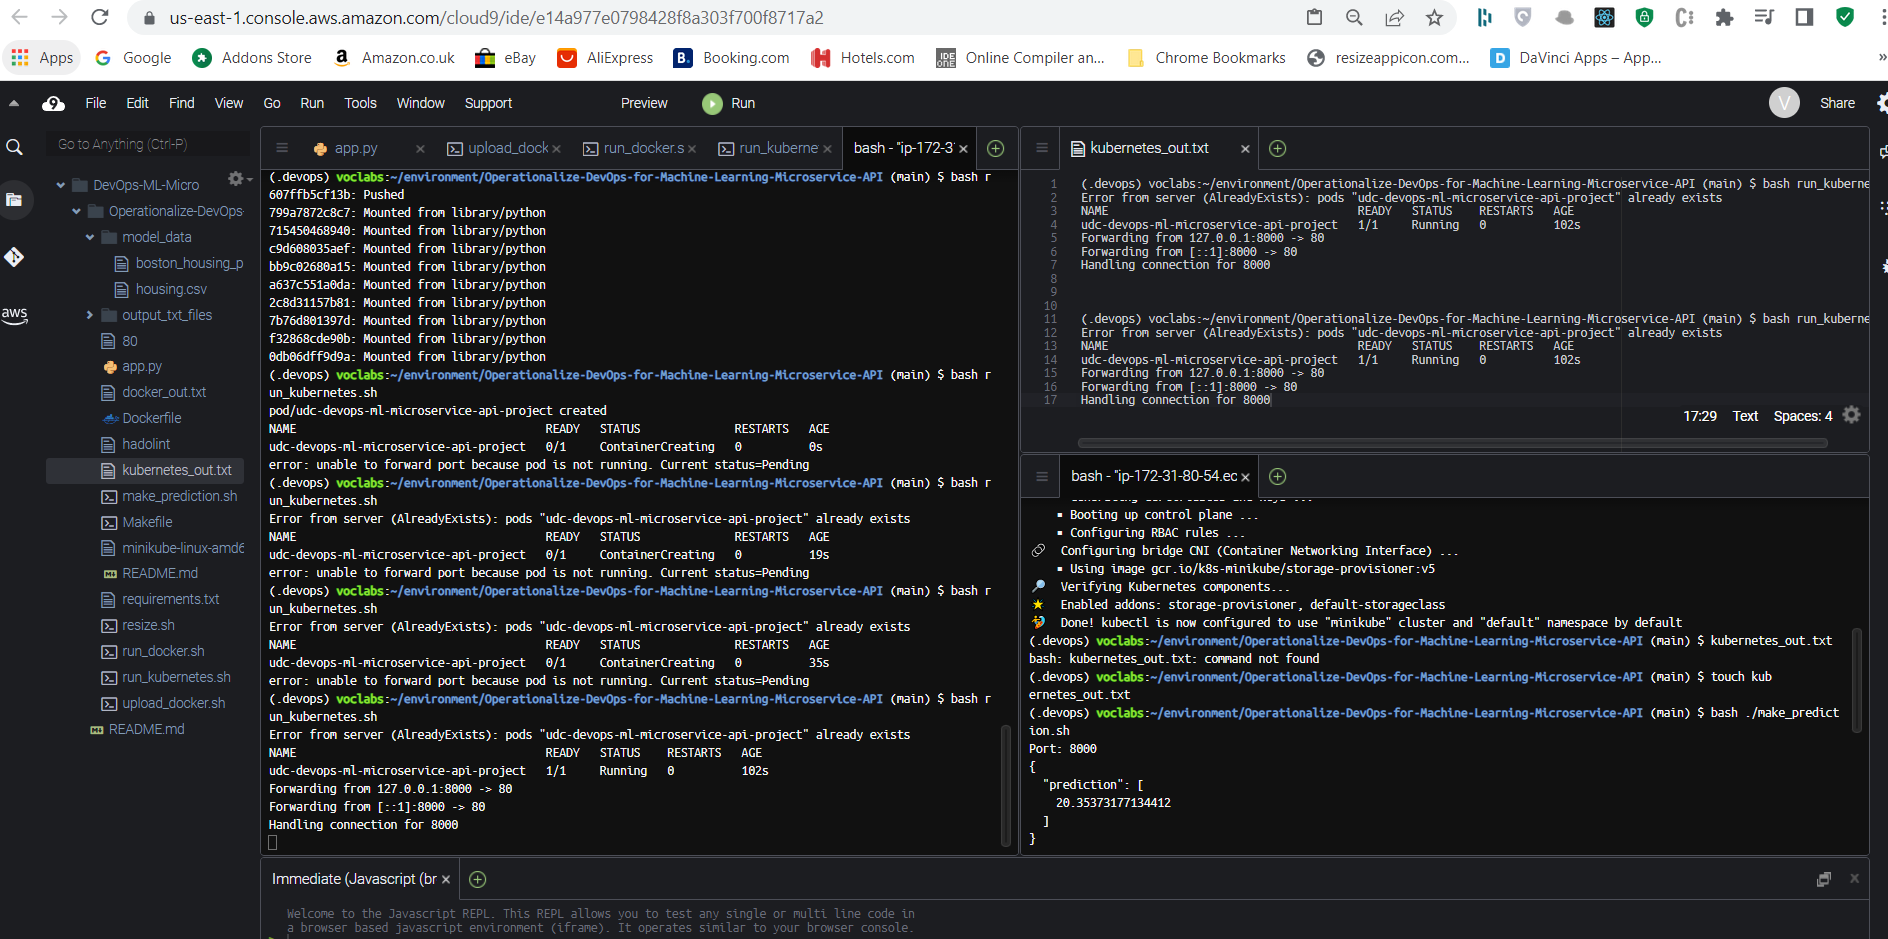 us-east-1.console.aws.amazon.com/cloud9/ide/e14a977e0798428f8a303f700f8717a2
Apps Google Addons Store Amazon.co.uk eBay AliExpress Booking.com Hotels.com Online Compiler an... Chrome Bookmarks resizeappicon.com... DaVinci Apps – App... »
File Edit Find View Go Run Tools Window Support Preview Run V Share
Go to Anything (Ctrl-P)
DevOps-ML-Micro
Operationalize-DevOps-
model_data
boston_housing_p
housing.csv
output_txt_files
80
app.py
docker_out.txt
Dockerfile
hadolint
kubernetes_out.txt
make_prediction.sh
Makefile
minikube-linux-amd6
README.md
requirements.txt
resize.sh
run_docker.sh
run_kubernetes.sh
upload_docker.sh
README.md
aws
app.py upload_dock run_docker.s run_kuberne bash - "ip-172-3
(.devops) voclabs:~/environment/Operationalize-DevOps-for-Machine-Learning-Microservice-API (main) $ bash r
607ffb5cf13b: Pushed
799a7872c8c7: Mounted from library/python
715450468940: Mounted from library/python
c9d608035aef: Mounted from library/python
bb9c02680a15: Mounted from library/python
a637c551a0da: Mounted from library/python
2c8d31157b81: Mounted from library/python
7b76d801397d: Mounted from library/python
f32868cde90b: Mounted from library/python
0db06dff9d9a: Mounted from library/python
(.devops) voclabs:~/environment/Operationalize-DevOps-for-Machine-Learning-Microservice-API (main) $ bash r
un_kubernetes.sh
pod/udc-devops-ml-microservice-api-project created
NAME READY STATUS RESTARTS AGE
udc-devops-ml-microservice-api-project 0/1 ContainerCreating 0 0s
error: unable to forward port because pod is not running. Current status=Pending
(.devops) voclabs:~/environment/Operationalize-DevOps-for-Machine-Learning-Microservice-API (main) $ bash r
un_kubernetes.sh
Error from server (AlreadyExists): pods "udc-devops-ml-microservice-api-project" already exists
NAME READY STATUS RESTARTS AGE
udc-devops-ml-microservice-api-project 0/1 ContainerCreating 0 19s
error: unable to forward port because pod is not running. Current status=Pending
(.devops) voclabs:~/environment/Operationalize-DevOps-for-Machine-Learning-Microservice-API (main) $ bash r
un_kubernetes.sh
Error from server (AlreadyExists): pods "udc-devops-ml-microservice-api-project" already exists
NAME READY STATUS RESTARTS AGE
udc-devops-ml-microservice-api-project 0/1 ContainerCreating 0 35s
error: unable to forward port because pod is not running. Current status=Pending
(.devops) voclabs:~/environment/Operationalize-DevOps-for-Machine-Learning-Microservice-API (main) $ bash r
un_kubernetes.sh
Error from server (AlreadyExists): pods "udc-devops-ml-microservice-api-project" already exists
NAME READY STATUS RESTARTS AGE
udc-devops-ml-microservice-api-project 1/1 Running 0 102s
Forwarding from 127.0.0.1:8000 -> 80
Forwarding from [::1]:8000 -> 80
Handling connection for 8000
kubernetes_out.txt
1 (.devops) voclabs:~/environment/Operationalize-DevOps-for-Machine-Learning-Microservice-API (main) $ bash run_kuberne
2 Error from server (AlreadyExists): pods "udc-devops-ml-microservice-api-project" already exists
3 NAME READY STATUS RESTARTS AGE
4 udc-devops-ml-microservice-api-project 1/1 Running 0 102s
5 Forwarding from 127.0.0.1:8000 -> 80
6 Forwarding from [::1]:8000 -> 80
7 Handling connection for 8000
8
9
10
11 (.devops) voclabs:~/environment/Operationalize-DevOps-for-Machine-Learning-Microservice-API (main) $ bash run_kuberne
12 Error from server (AlreadyExists): pods "udc-devops-ml-microservice-api-project" already exists
13 NAME READY STATUS RESTARTS AGE
14 udc-devops-ml-microservice-api-project 1/1 Running 0 102s
15 Forwarding from 127.0.0.1:8000 -> 80
16 Forwarding from [::1]:8000 -> 80
17 Handling connection for 8000
17:29 Text Spaces: 4
bash - "ip-172-31-80-54.ec
▪ Booting up control plane ...
▪ Configuring RBAC rules ...
Configuring bridge CNI (Container Networking Interface) ...
▪ Using image gcr.io/k8s-minikube/storage-provisioner:v5
Verifying Kubernetes components...
Enabled addons: storage-provisioner, default-storageclass
Done! kubectl is now configured to use "minikube" cluster and "default" namespace by default
(.devops) voclabs:~/environment/Operationalize-DevOps-for-Machine-Learning-Microservice-API (main) $ kubernetes_out.txt
bash: kubernetes_out.txt: command not found
(.devops) voclabs:~/environment/Operationalize-DevOps-for-Machine-Learning-Microservice-API (main) $ touch kub
ernetes_out.txt
(.devops) voclabs:~/environment/Operationalize-DevOps-for-Machine-Learning-Microservice-API (main) $ bash ./make_predict
ion.sh
Port: 8000
{
"prediction": [
20.35373177134412
]
}
Immediate (Javascript (br
Welcome to the Javascript REPL. This REPL allows you to test any single or multi line code in
a browser based javascript environment (iframe). It operates similar to your browser console.